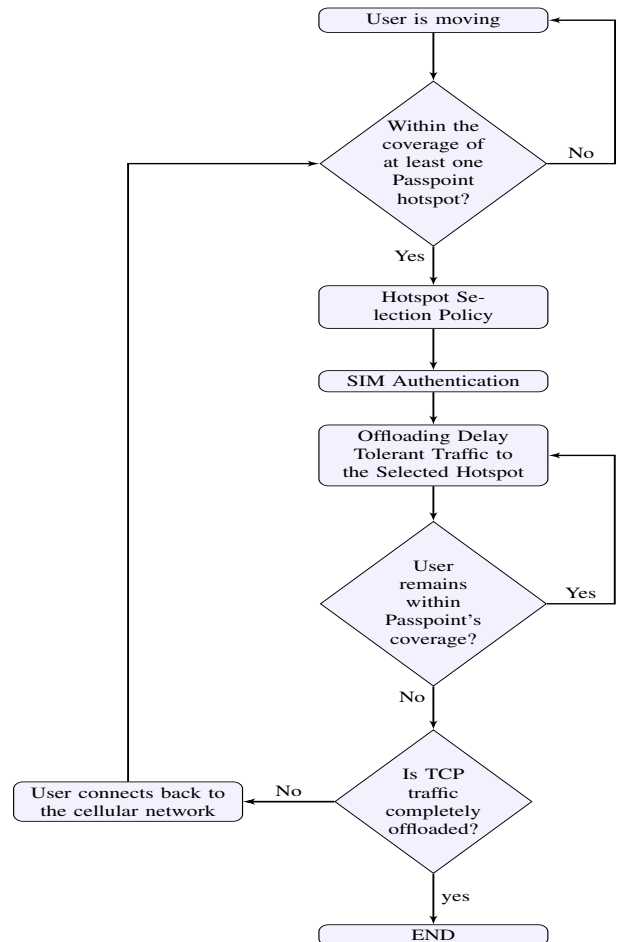 User is moving
Within the
coverage of
at least one
Passpoint
hotspot?
No
Yes
Hotspot Se-
lection Policy
SIM Authentication
Offloading Delay
Tolerant Traffic to
the Selected Hotspot
User
remains
within
Passpoint's
coverage?
Yes
No
Is TCP
traffic
completely
offloaded?
No
User connects back to
the cellular network
yes
END